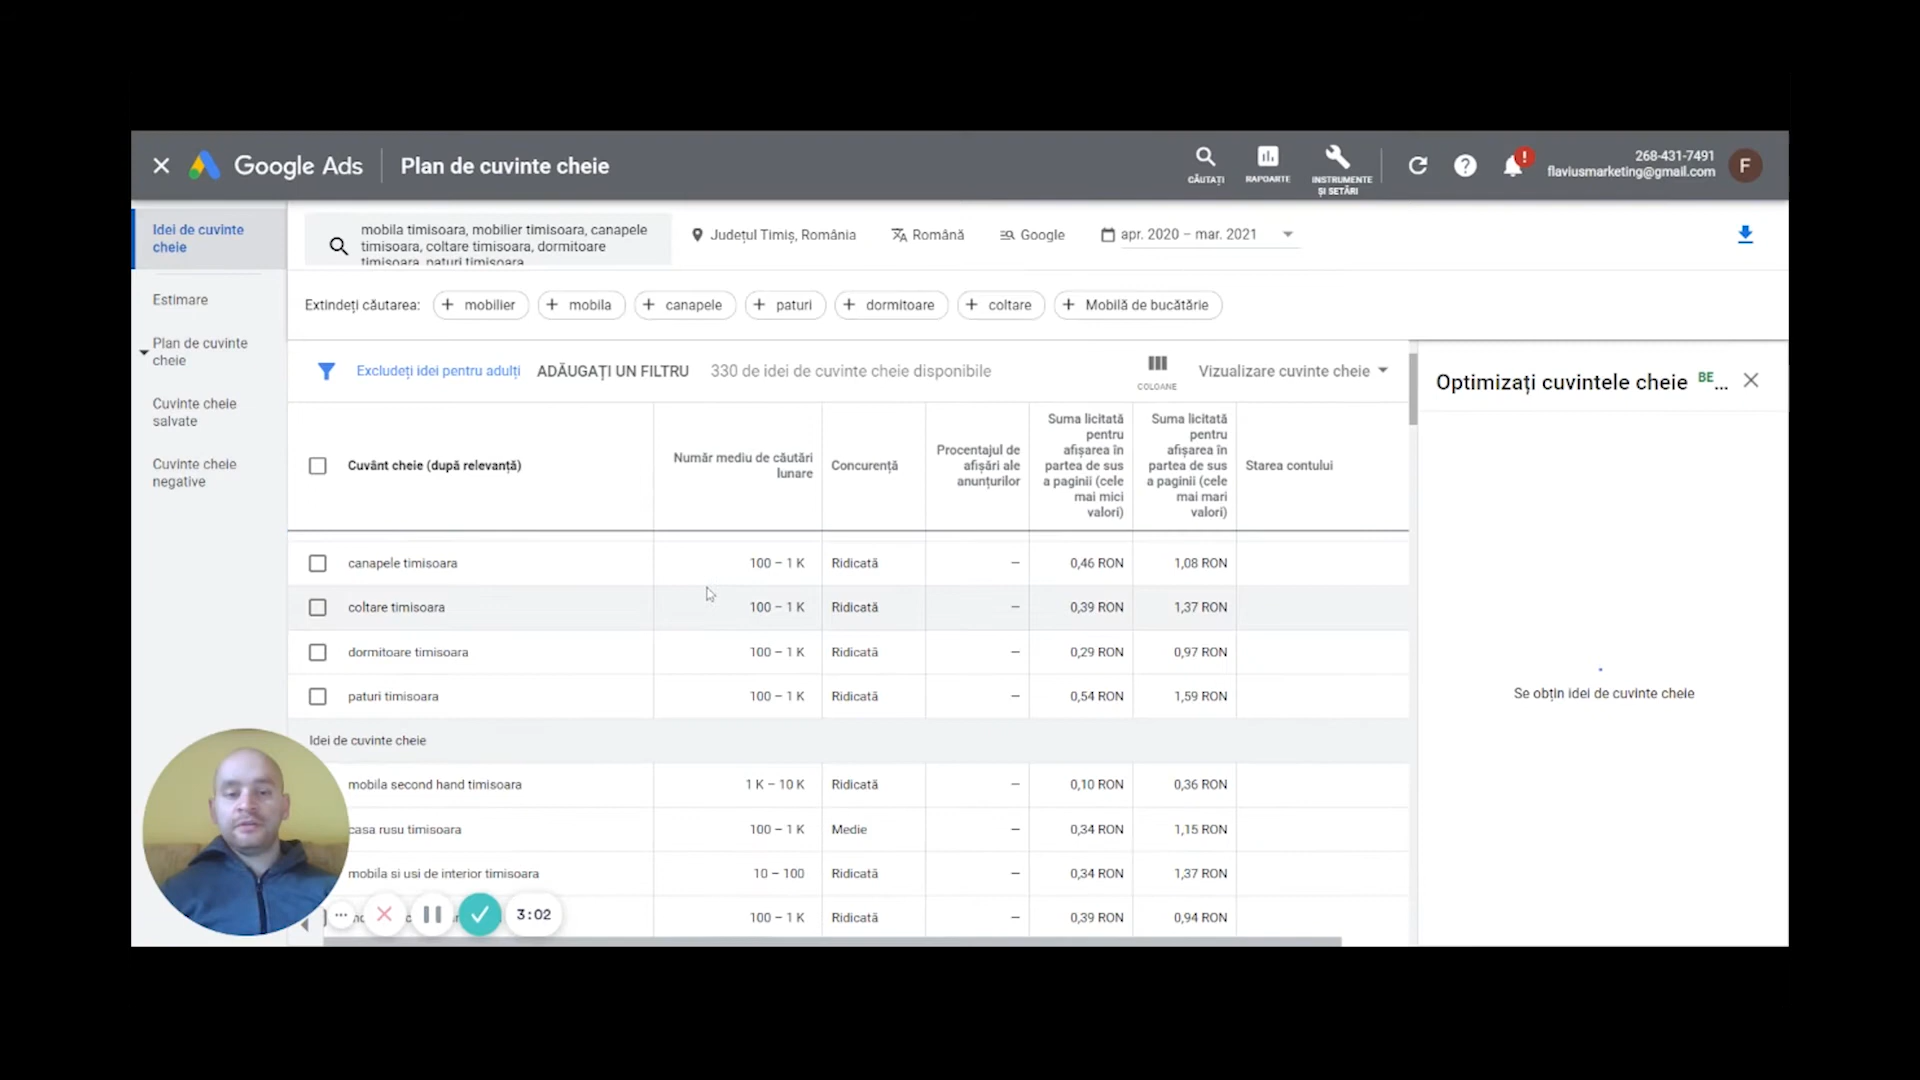 Google Ads
Plan de cuvinte cheie
CĂUTAȚI
RAPOARTE
INSTRUMENTE
ȘI SETĂRI
!
268-431-7491
flaviusmarketing@gmail.com
F
Idei de cuvinte
cheie
Estimare
Plan de cuvinte
cheie
Cuvinte cheie
salvate
Cuvinte cheie
negative
mobila timisoara, mobilier timisoara, canapele
timisoara, coltare timisoara, dormitoare
timisoara, paturi timisoara
Județul Timiș, România
Română
Google
apr. 2020 – mar. 2021
Extindeți căutarea:
+ mobilier
+ mobila
+ canapele
+ paturi
+ dormitoare
+ coltare
+ Mobilă de bucătărie
Excludeți idei pentru adulți
ADĂUGAȚI UN FILTRU
330 de idei de cuvinte cheie disponibile
COLOANE
Vizualizare cuvinte cheie
Optimizați cuvintele cheie BE...
Cuvânt cheie (după relevanță)
Număr mediu de căutări
lunare
Concurență
Procentajul de
afișări ale
anunțurilor
Suma licitată
pentru
afișarea în
partea de sus
a paginii (cele
mai mici
valori)
Suma licitată
pentru
afișarea în
partea de sus
a paginii (cele
mai mari
valori)
Starea contului
canapele timisoara 100 – 1 K Ridicată – 0,46 RON 1,08 RON
coltare timisoara 100 – 1 K Ridicată – 0,39 RON 1,37 RON
dormitoare timisoara 100 – 1 K Ridicată – 0,29 RON 0,97 RON
paturi timisoara 100 – 1 K Ridicată – 0,54 RON 1,59 RON
Idei de cuvinte cheie
mobila second hand timisoara 1 K – 10 K Ridicată – 0,10 RON 0,36 RON
casa rusu timisoara 100 – 1 K Medie – 0,34 RON 1,15 RON
mobila si usi de interior timisoara 10 – 100 Ridicată – 0,34 RON 1,37 RON
100 – 1 K Ridicată – 0,39 RON 0,94 RON
Se obțin idei de cuvinte cheie
3:02